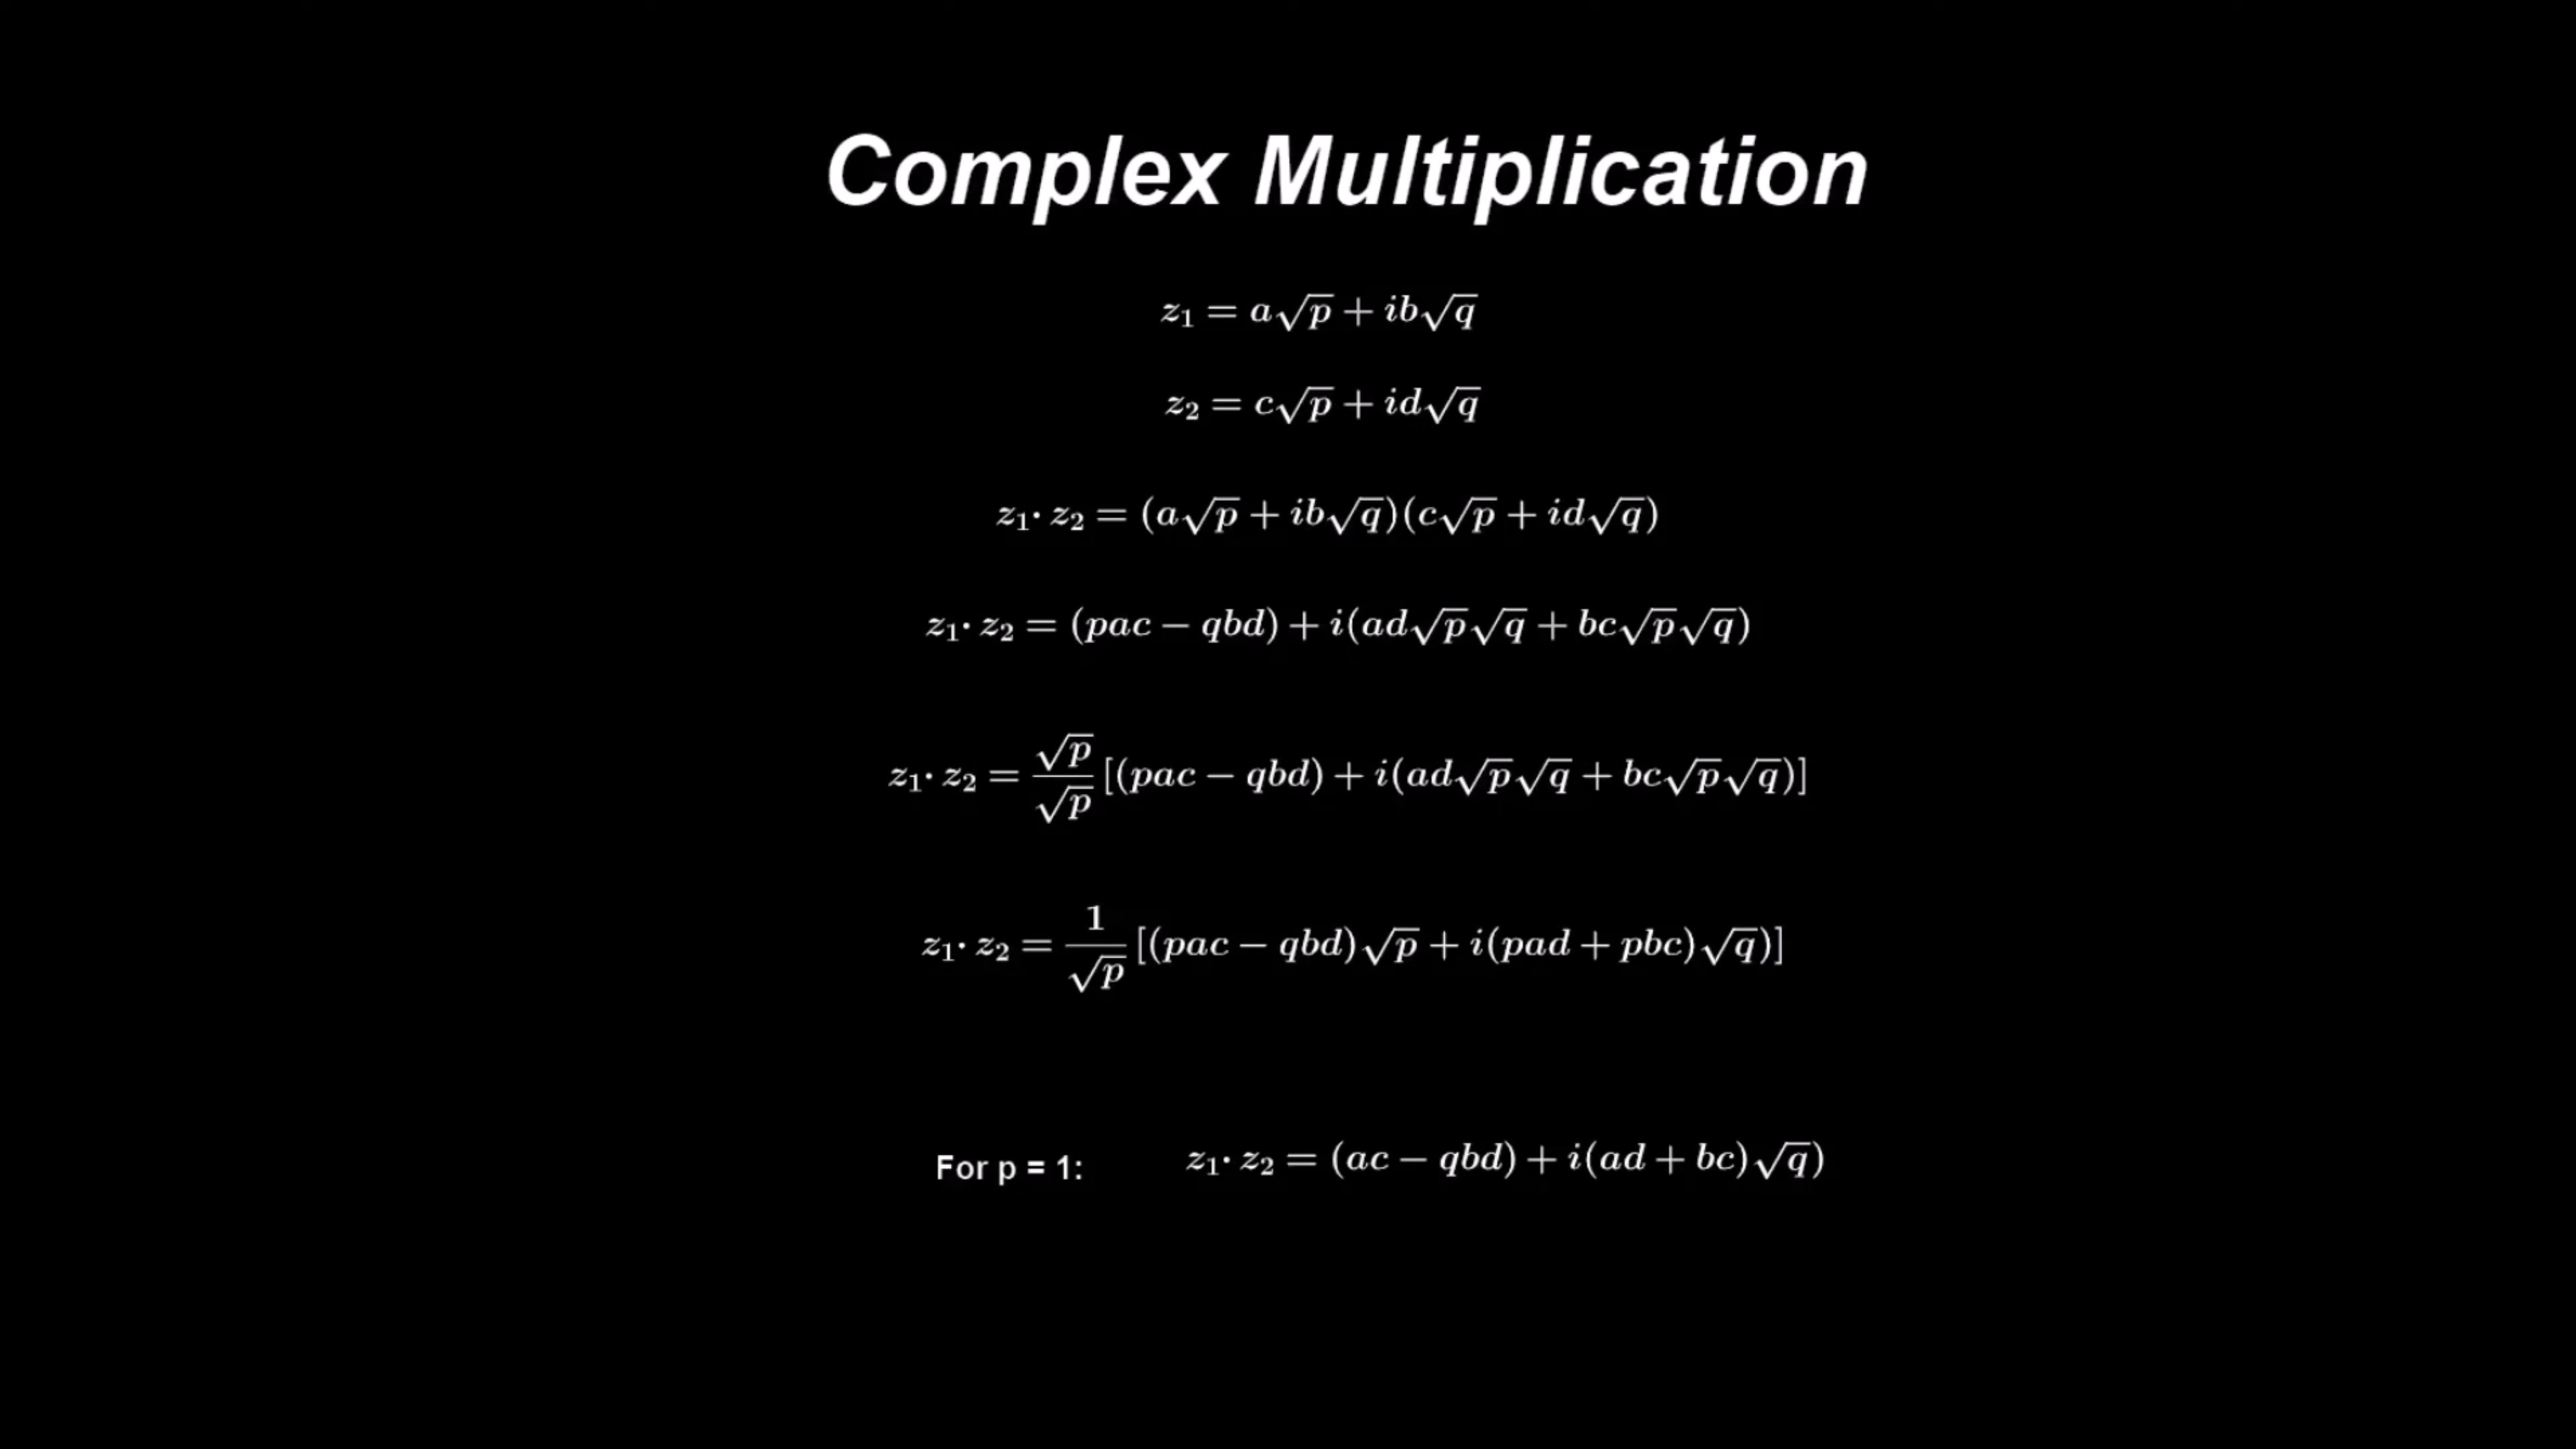 Complex Multiplication
z₁ = a√p + ib√q
z₂ = c√p + id√q
z₁· z₂ = (a√p + ib√q)(c√p + id√q)
z₁· z₂ = (pac − qbd) + i(ad√p√q + bc√p√q)
z₁· z₂ = √p/√p [(pac − qbd) + i(ad√p√q + bc√p√q)]
z₁· z₂ = 1/√p [(pac − qbd)√p + i(pad + pbc)√q)]
For p = 1: z₁· z₂ = (ac − qbd) + i(ad + bc)√q)